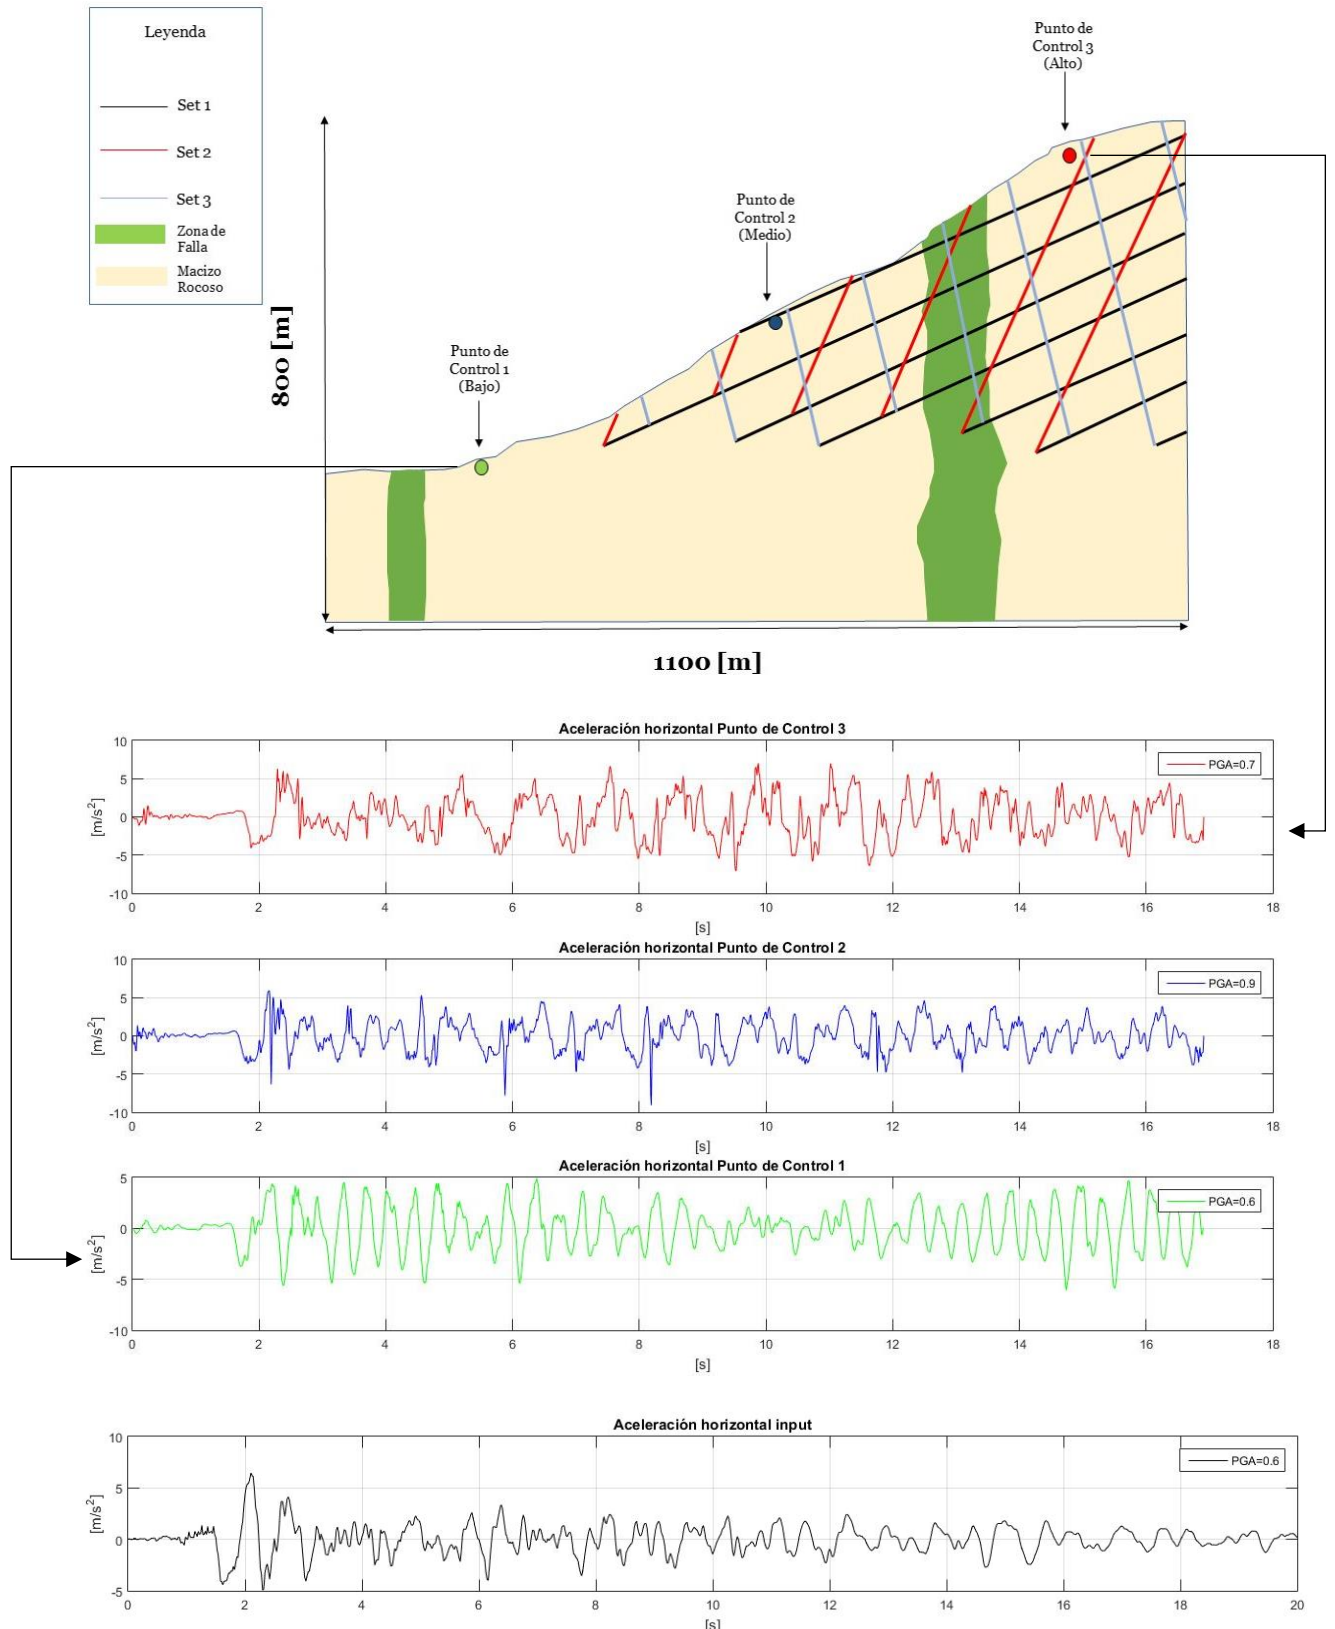 Leyenda
Set 1
Set 2
Set 3
Zona de
Falla
Macizo
Rocoso
Punto de
Control 3
(Alto)
Punto de
Control 2
(Medio)
Punto de
Control 1
(Bajo)
800 [m]
1100 [m]
Aceleración horizontal Punto de Control 3
PGA=0.7
[m/s²]
10
5
0
-5
-10
0 2 4 6 8 10 12 14 16 18
[s]
Aceleración horizontal Punto de Control 2
PGA=0.9
[m/s²]
10
5
0
-5
-10
0 2 4 6 8 10 12 14 16 18
[s]
Aceleración horizontal Punto de Control 1
PGA=0.6
[m/s²]
5
0
-5
-10
0 2 4 6 8 10 12 14 16 18
[s]
Aceleración horizontal input
PGA=0.6
[m/s²]
10
5
0
-5
0 2 4 6 8 10 12 14 16 18 20
[s]